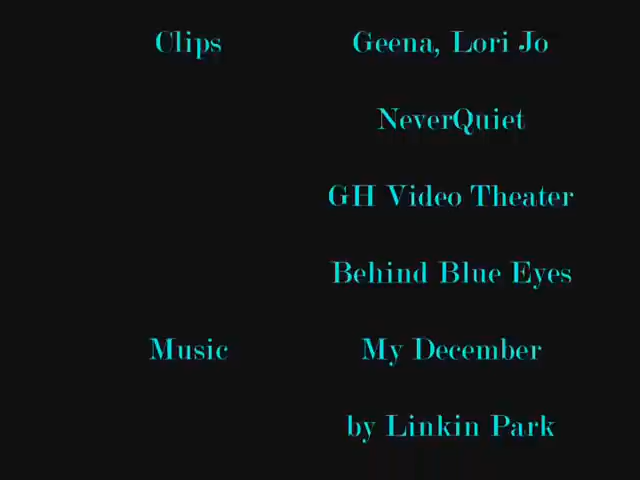 Clips Geena, Lori Jo
NeverQuiet
GH Video Theater
Behind Blue Eyes
Music My December
by Linkin Park